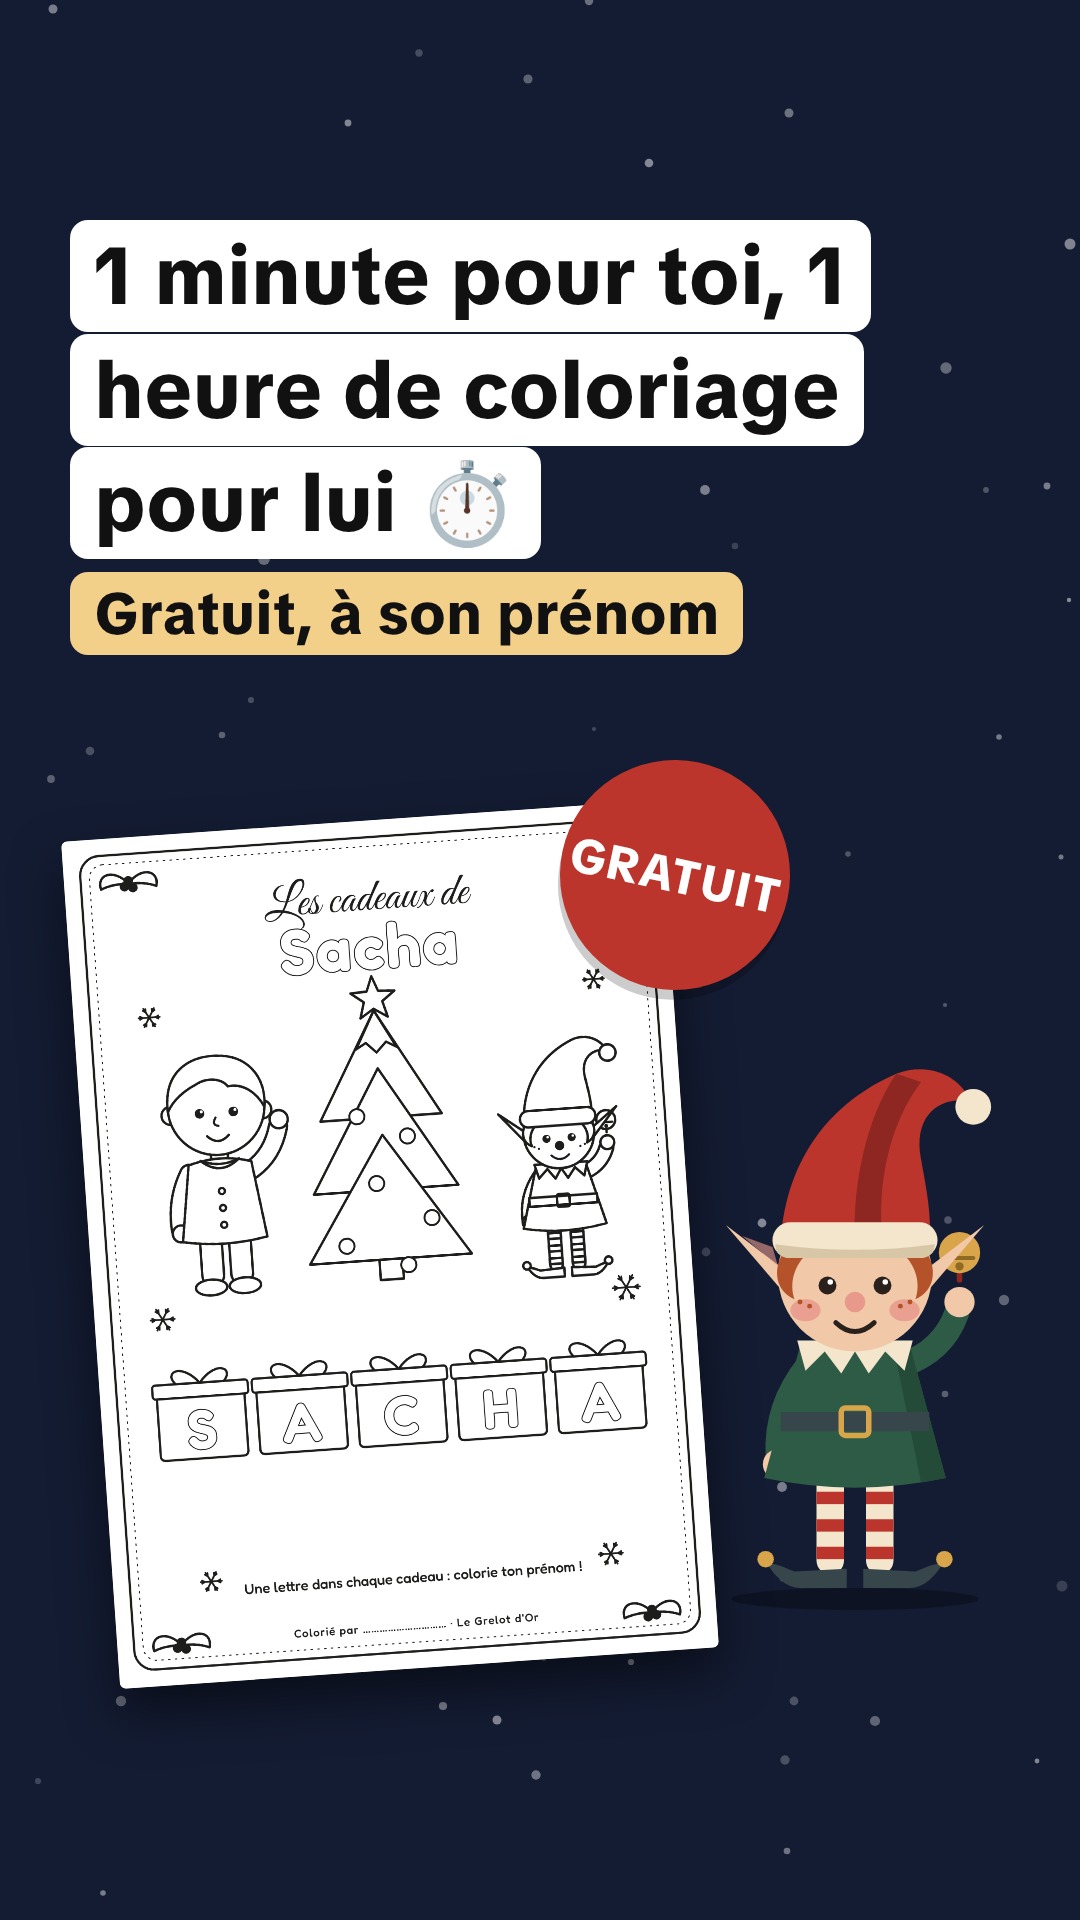 1 minute pour toi, 1
heure de coloriage
pour lui ⏱️
Gratuit, à son prénom
GRATUIT
Les cadeaux de
Sacha
S A C H A
Une lettre dans chaque cadeau : colorie ton prénom !
Colorié par .............................. · Le Grelot d'Or